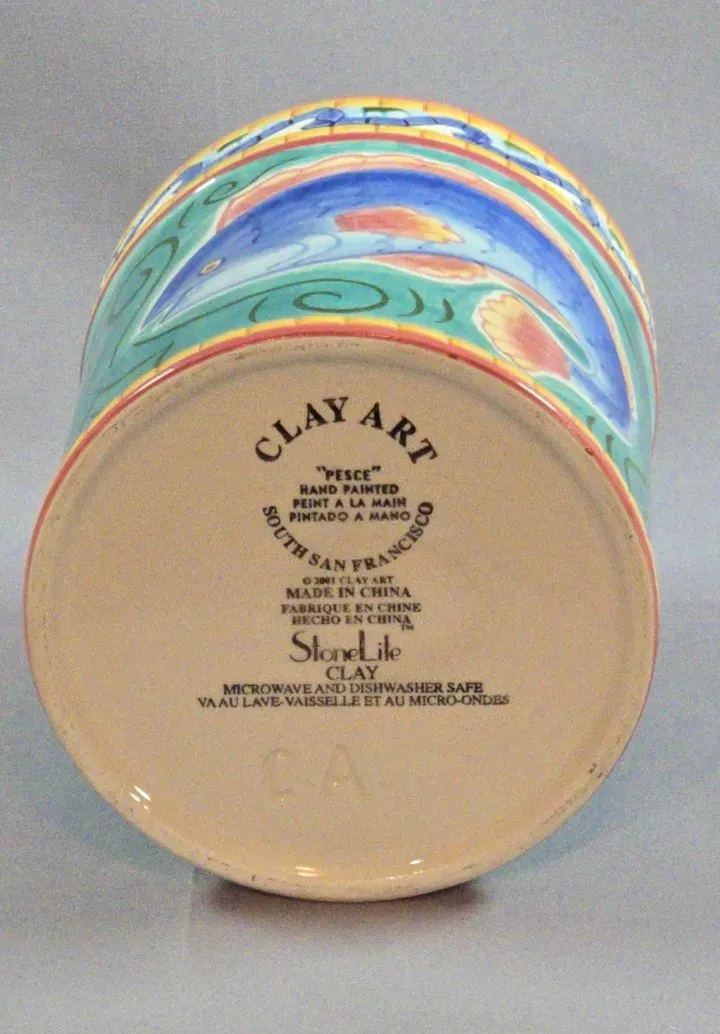 CLAY ART
"PESCE"
HAND PAINTED
PEINT A LA MAIN
PINTADO A MANO
SOUTH SAN FRANCISCO
© 2001 CLAY ART
MADE IN CHINA
FABRIQUE EN CHINE
HECHO EN CHINA
StoneLite™
CLAY
MICROWAVE AND DISHWASHER SAFE
VA AU LAVE-VAISSELLE ET AU MICRO-ONDES
C.A.